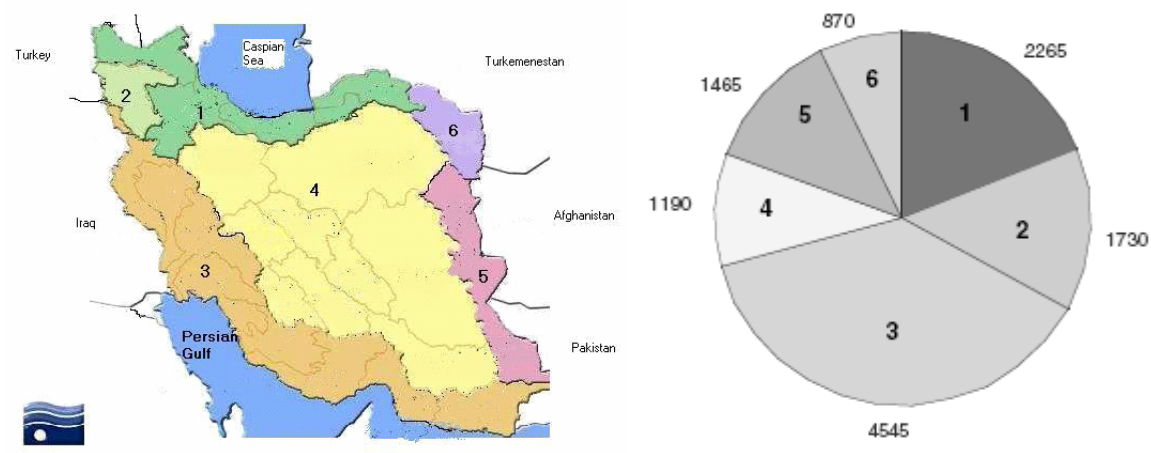 Turkey
Caspian
Sea
Turkemenestan
2
1
6
4
Iraq
Afghanistan
3
5
Persian
Gulf
Pakistan
870
2265
1465
6
5
1
1190
4
2
1730
3
4545